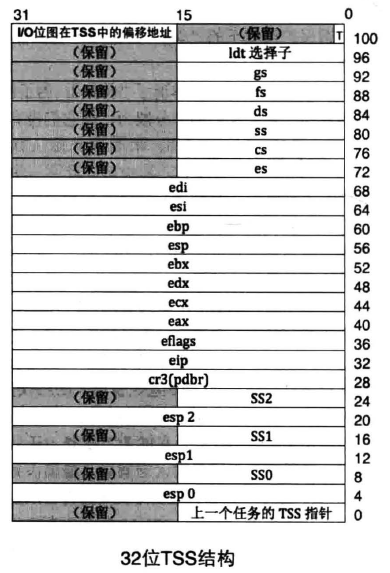 31 15 0
I/O位图在TSS中的偏移地址 (保留) T 100
(保留) ldt 选择子 96
(保留) gs 92
(保留) fs 88
(保留) ds 84
(保留) ss 80
(保留) cs 76
(保留) es 72
edi 68
esi 64
ebp 60
esp 56
ebx 52
edx 48
ecx 44
eax 40
eflags 36
eip 32
cr3(pdbr) 28
(保留) SS2 24
esp 2 20
(保留) SS1 16
esp1 12
(保留) SS0 8
esp 0 4
(保留) 上一个任务的 TSS 指针 0
32位TSS结构